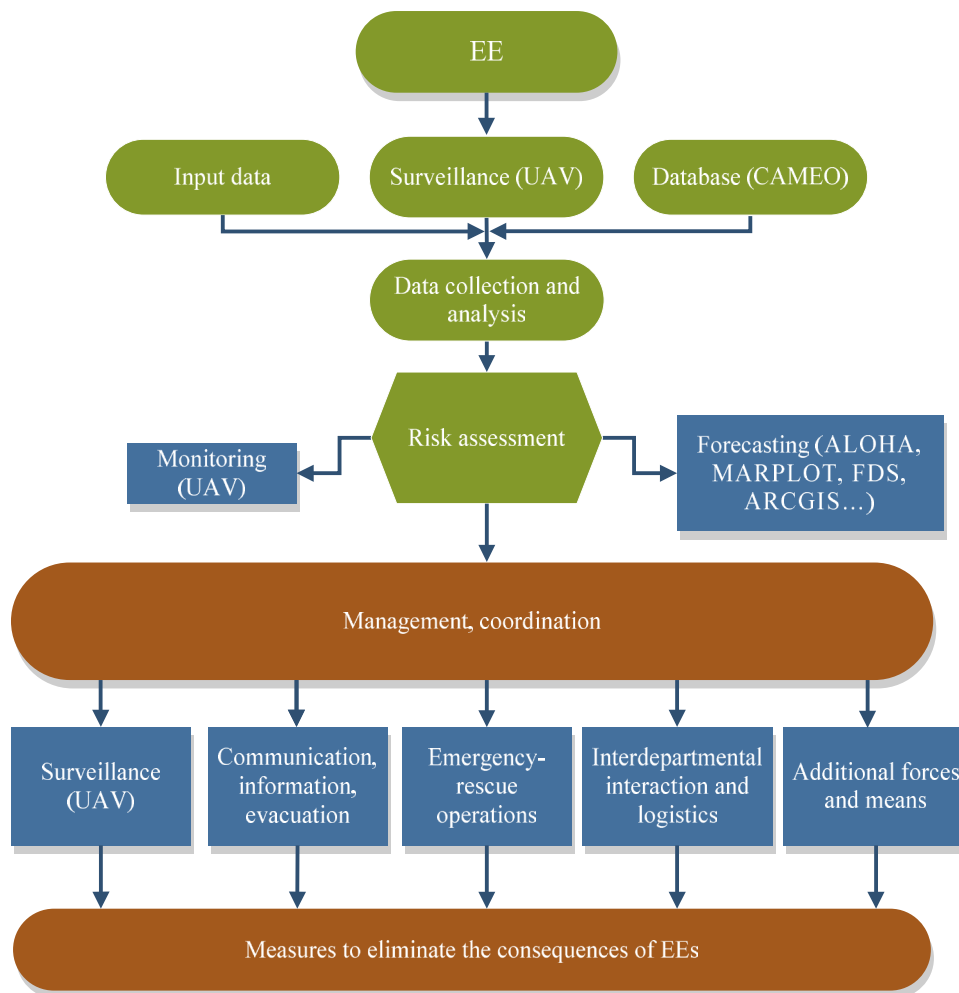 EE
Input data
Surveillance (UAV)
Database (CAMEO)
Data collection and
analysis
Risk assessment
Monitoring
(UAV)
Forecasting (ALOHA,
MARPLOT, FDS,
ARCGIS…)
Management, coordination
Surveillance
(UAV)
Communication,
information,
evacuation
Emergency-
rescue
operations
Interdepartmental
interaction and
logistics
Additional forces
and means
Measures to eliminate the consequences of EEs